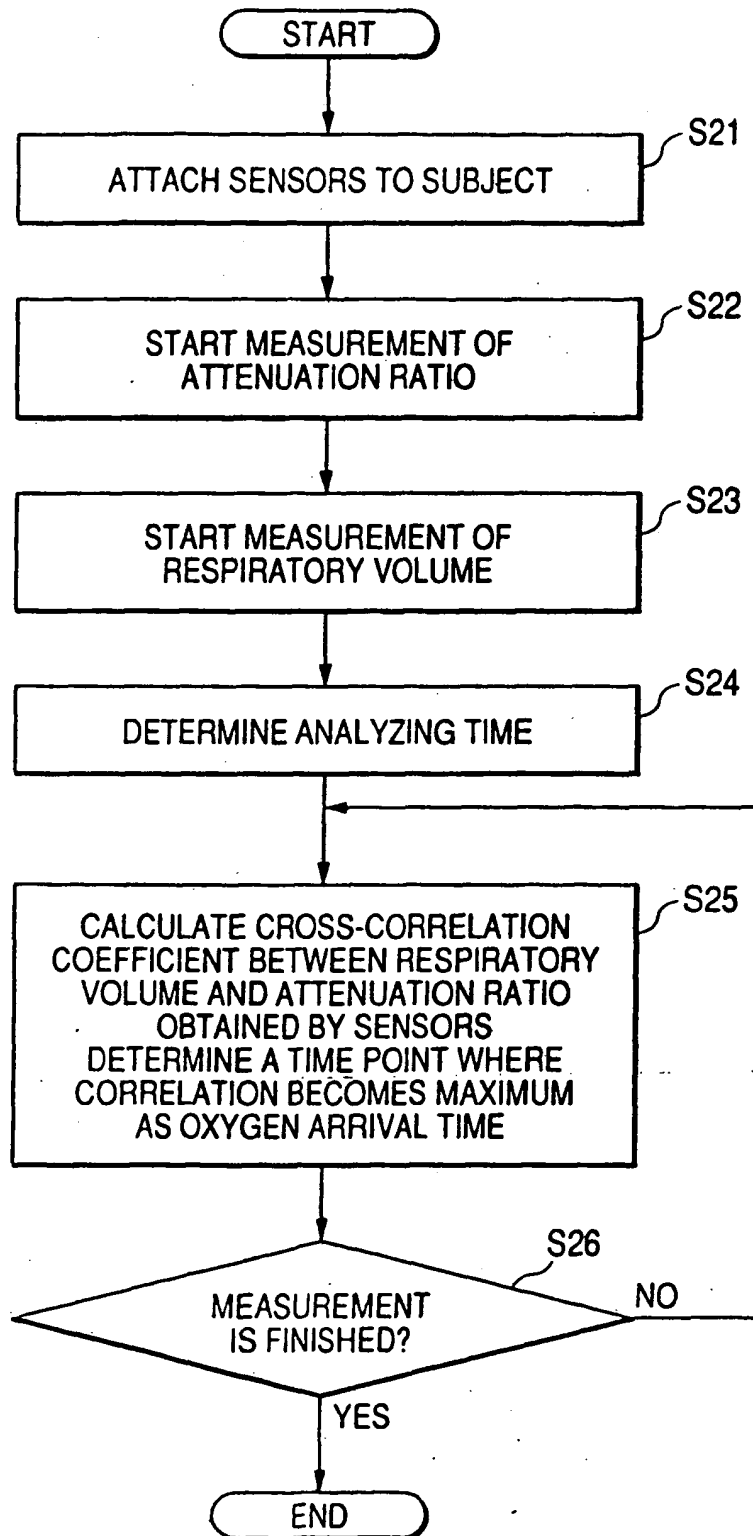 START
S21
ATTACH SENSORS TO SUBJECT
S22
START MEASUREMENT OF
ATTENUATION RATIO
S23
START MEASUREMENT OF
RESPIRATORY VOLUME
S24
DETERMINE ANALYZING TIME
S25
CALCULATE CROSS-CORRELATION
COEFFICIENT BETWEEN RESPIRATORY
VOLUME AND ATTENUATION RATIO
OBTAINED BY SENSORS
DETERMINE A TIME POINT WHERE
CORRELATION BECOMES MAXIMUM
AS OXYGEN ARRIVAL TIME
S26
MEASUREMENT
IS FINISHED?
NO
YES
END